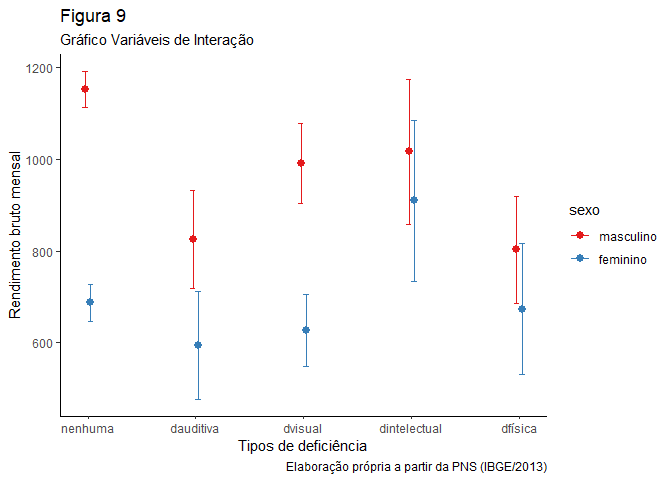 Figura 9
Gráfico Variáveis de Interação
Rendimento bruto mensal
1200
1000
800
600
nenhuma
dauditiva
dvisual
dintelectual
dfísica
Tipos de deficiência
Elaboração própria a partir da PNS (IBGE/2013)
sexo
masculino
feminino